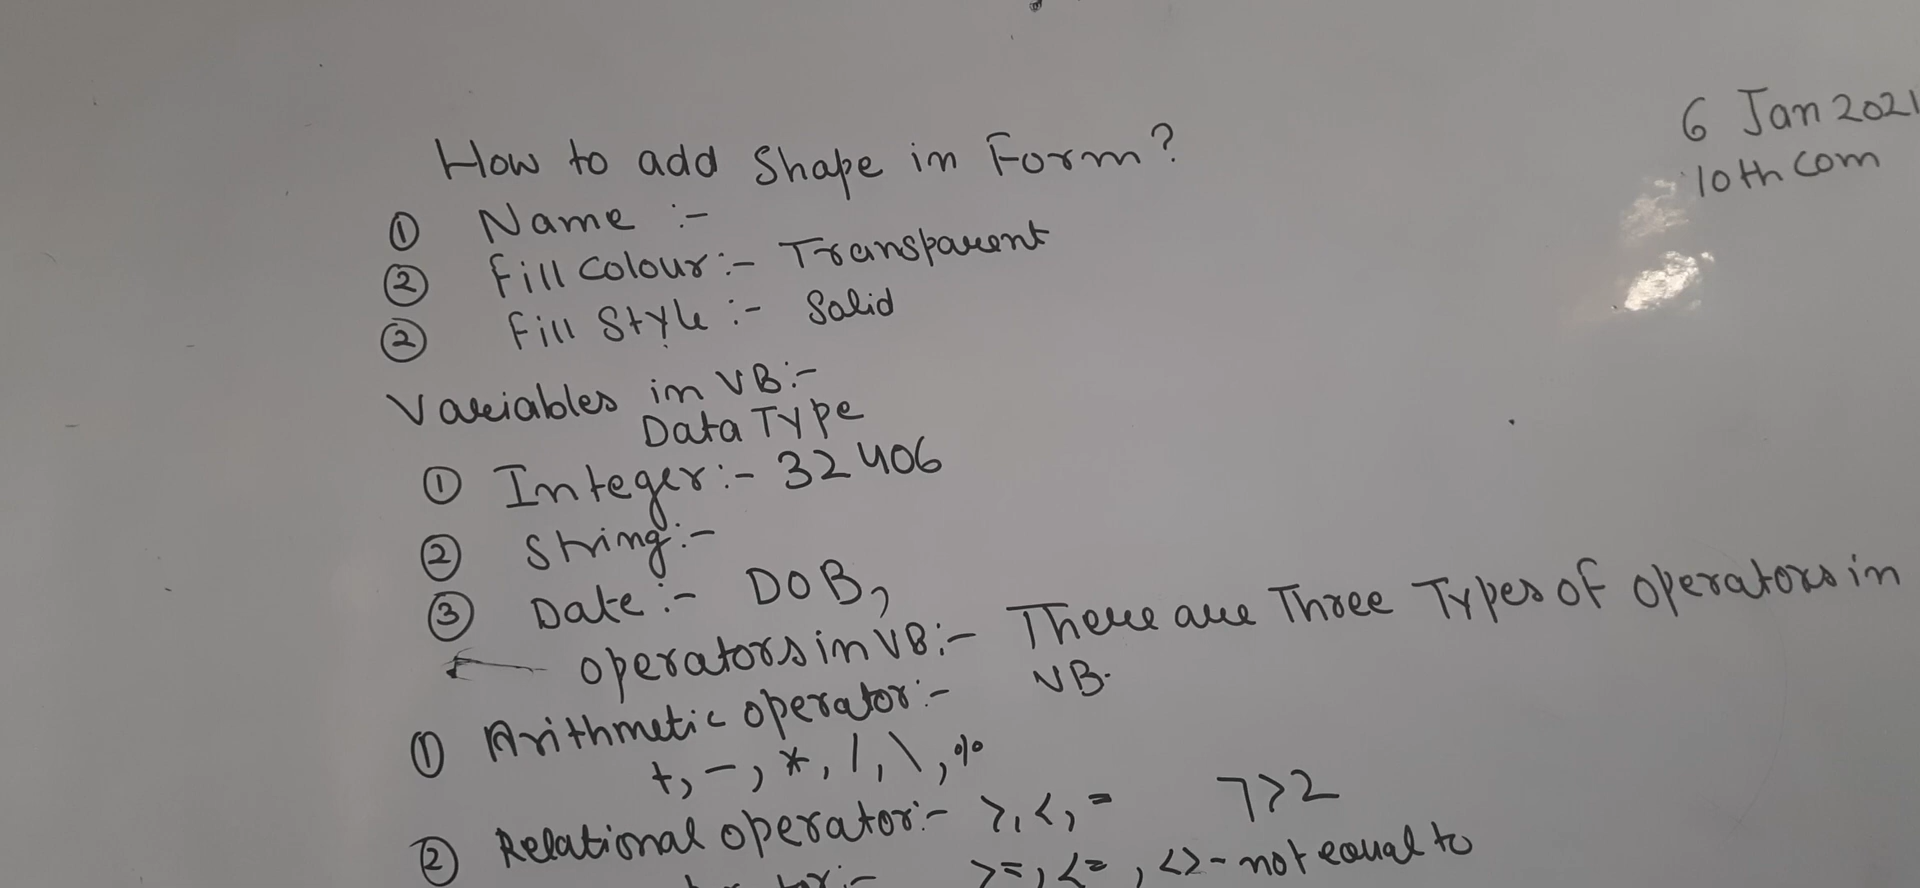 6 Jan 2021
10th com
How to add Shape in Form?
① Name :-
② Fill Colour :- Transparent
② Fill Style :- Solid
Variables in VB:-
Data Type
① Integer :- 32406
② String :-
③ Date :- DOB,
operators in VB:- There are Three Types of operators in
VB.
① Arithmetic operator :-
+, -, *, /, \, %
② Relational operator :- >, <, = 7>2
>=, <=, <> - not equal to